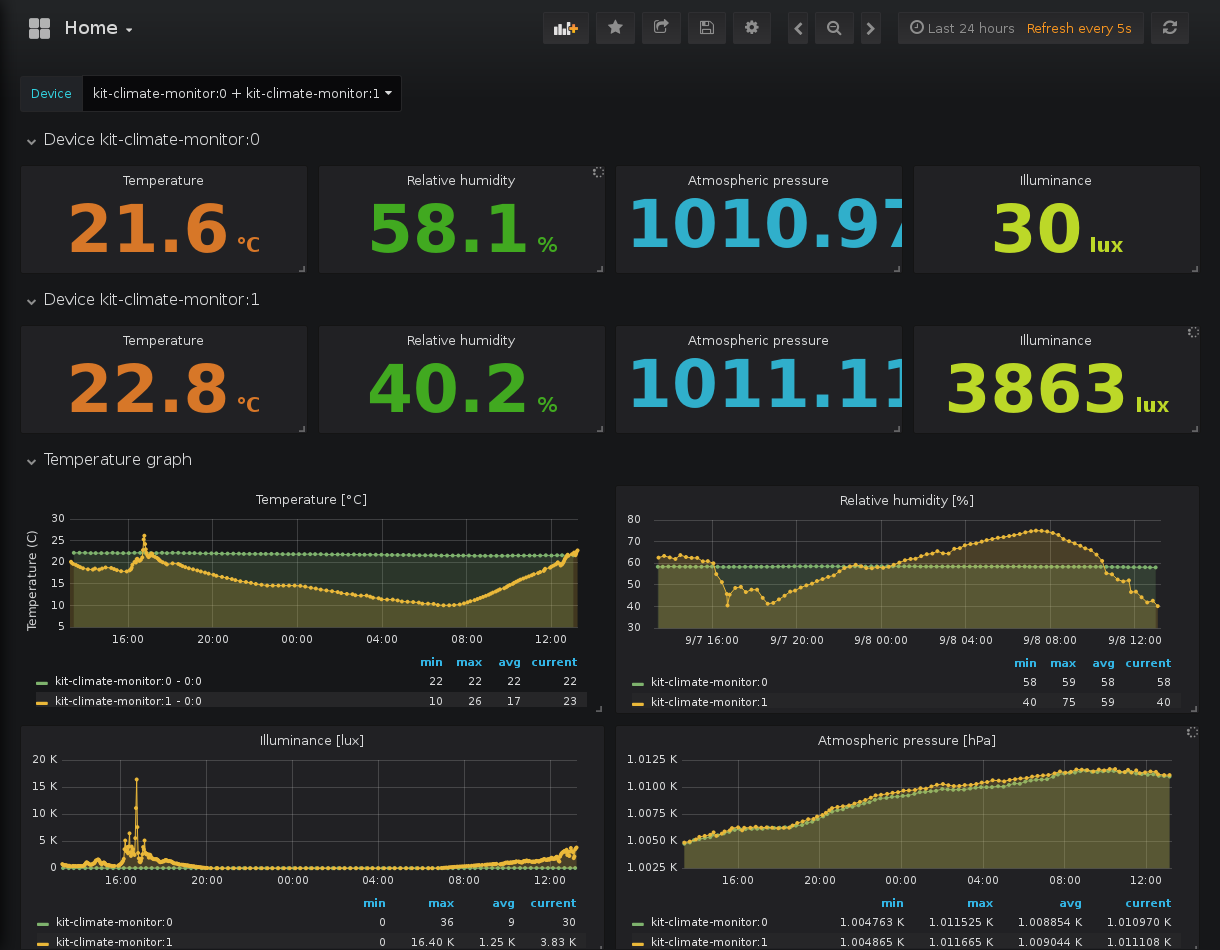 Home
Last 24 hours Refresh every 5s
Device kit-climate-monitor:0 + kit-climate-monitor:1
Device kit-climate-monitor:0
Temperature Relative humidity Atmospheric pressure Illuminance
21.6 °C 58.1 % 1010.97 30 lux
Device kit-climate-monitor:1
Temperature Relative humidity Atmospheric pressure Illuminance
22.8 °C 40.2 % 1011.11 3863 lux
Temperature graph
Temperature [°C]
Temperature (C)
30
25
20
15
10
5
16:00 20:00 00:00 04:00 08:00 12:00
min max avg current
kit-climate-monitor:0 - 0:0 22 22 22 22
kit-climate-monitor:1 - 0:0 10 26 17 23
Relative humidity [%]
80
70
60
50
40
30
9/7 16:00 9/7 20:00 9/8 00:00 9/8 04:00 9/8 08:00 9/8 12:00
min max avg current
kit-climate-monitor:0 58 59 58 58
kit-climate-monitor:1 40 75 59 40
Illuminance [lux]
20 K
15 K
10 K
5 K
0
16:00 20:00 00:00 04:00 08:00 12:00
min max avg current
kit-climate-monitor:0 0 36 9 30
kit-climate-monitor:1 0 16.40 K 1.25 K 3.83 K
Atmospheric pressure [hPa]
1.0125 K
1.0100 K
1.0075 K
1.0050 K
1.0025 K
16:00 20:00 00:00 04:00 08:00 12:00
min max avg current
kit-climate-monitor:0 1.004763 K 1.011525 K 1.008854 K 1.010970 K
kit-climate-monitor:1 1.004865 K 1.011665 K 1.009044 K 1.011108 K